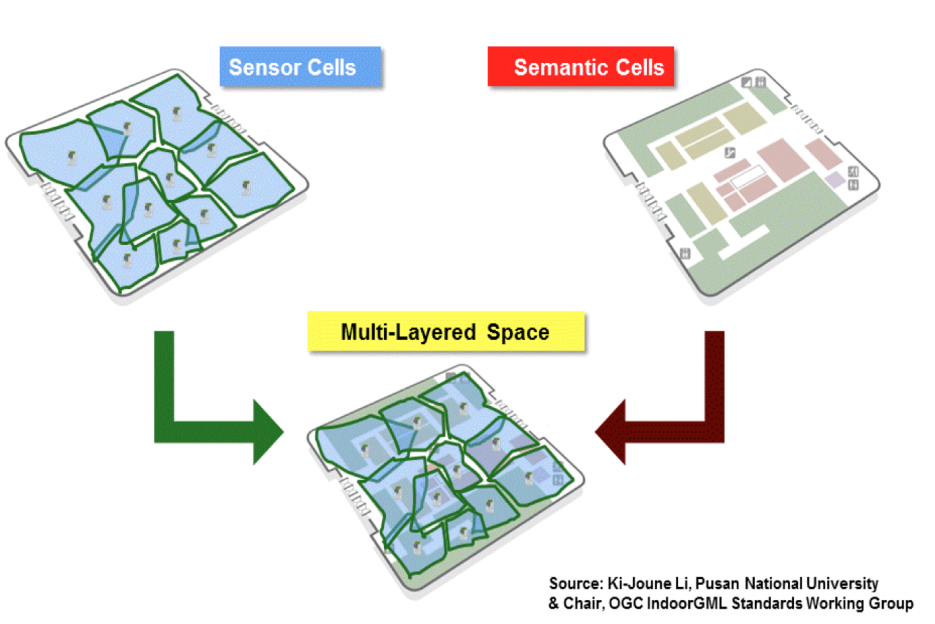 Sensor Cells
Semantic Cells
Multi-Layered Space
Source: Ki-Joune Li, Pusan National University
& Chair, OGC IndoorGML Standards Working Group